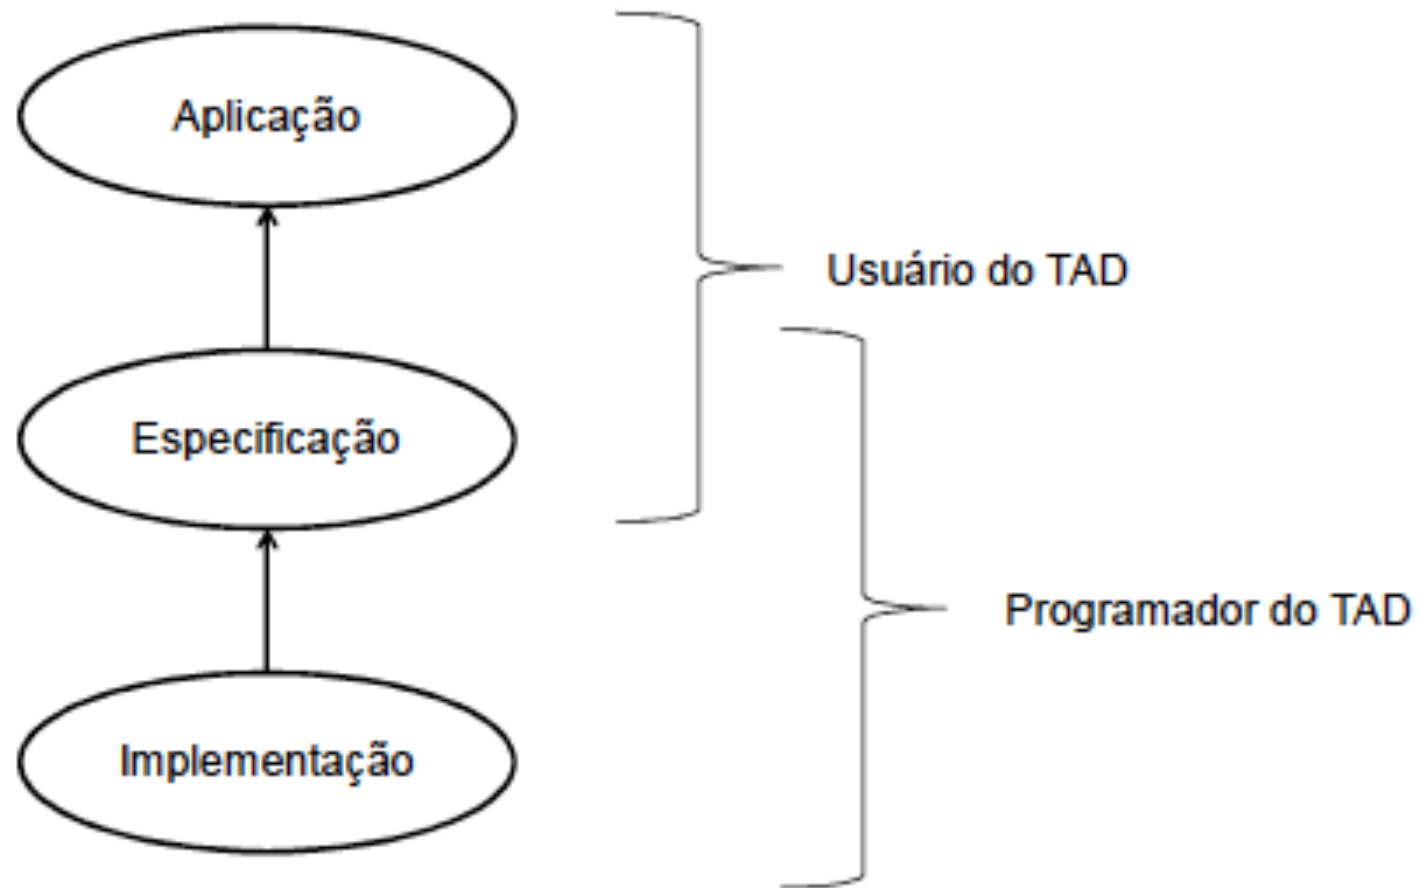 Aplicação
Usuário do TAD
Especificação
Programador do TAD
Implementação